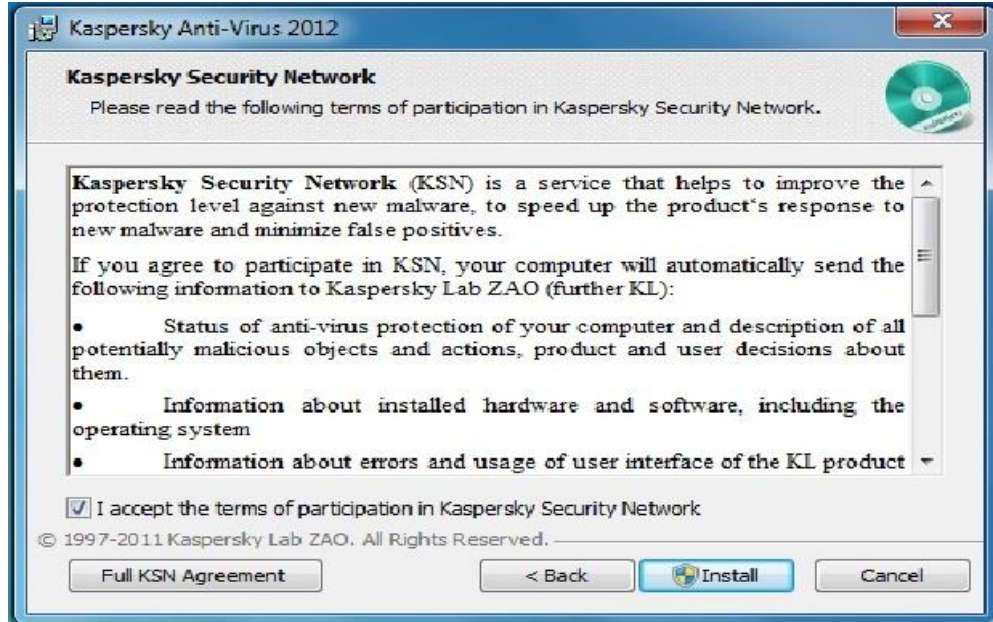 Kaspersky Anti-Virus 2012
Kaspersky Security Network
Please read the following terms of participation in Kaspersky Security Network.
Kaspersky Security Network (KSN) is a service that helps to improve the
protection level against new malware, to speed up the product's response to
new malware and minimize false positives.
If you agree to participate in KSN, your computer will automatically send the
following information to Kaspersky Lab ZAO (further KL):
• Status of anti-virus protection of your computer and description of all
potentially malicious objects and actions, product and user decisions about
them.
• Information about installed hardware and software, including the
operating system
• Information about errors and usage of user interface of the KL product
I accept the terms of participation in Kaspersky Security Network
© 1997-2011 Kaspersky Lab ZAO. All Rights Reserved.
Full KSN Agreement
< Back
Install
Cancel